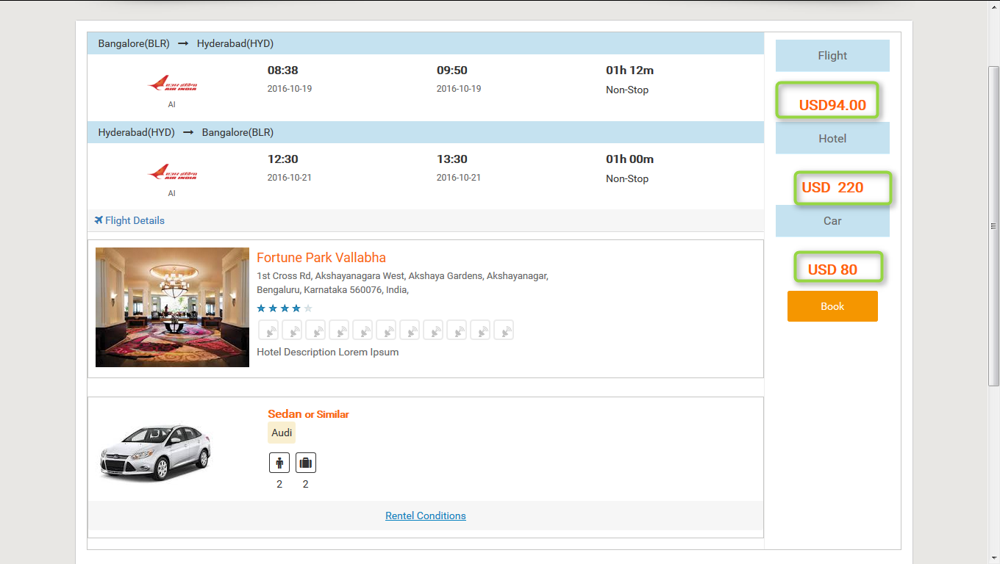 Bangalore(BLR) → Hyderabad(HYD)
AIR INDIA
AI
08:38
2016-10-19
09:50
2016-10-19
01h 12m
Non-Stop
Hyderabad(HYD) → Bangalore(BLR)
AIR INDIA
AI
12:30
2016-10-21
13:30
2016-10-21
01h 00m
Non-Stop
Flight Details
Fortune Park Vallabha
1st Cross Rd, Akshayanagara West, Akshaya Gardens, Akshayanagar,
Bengaluru, Karnataka 560076, India,
Hotel Description Lorem Ipsum
Sedan or Similar
Audi
2 2
Rentel Conditions
Flight
USD94.00
Hotel
USD 220
Car
USD 80
Book